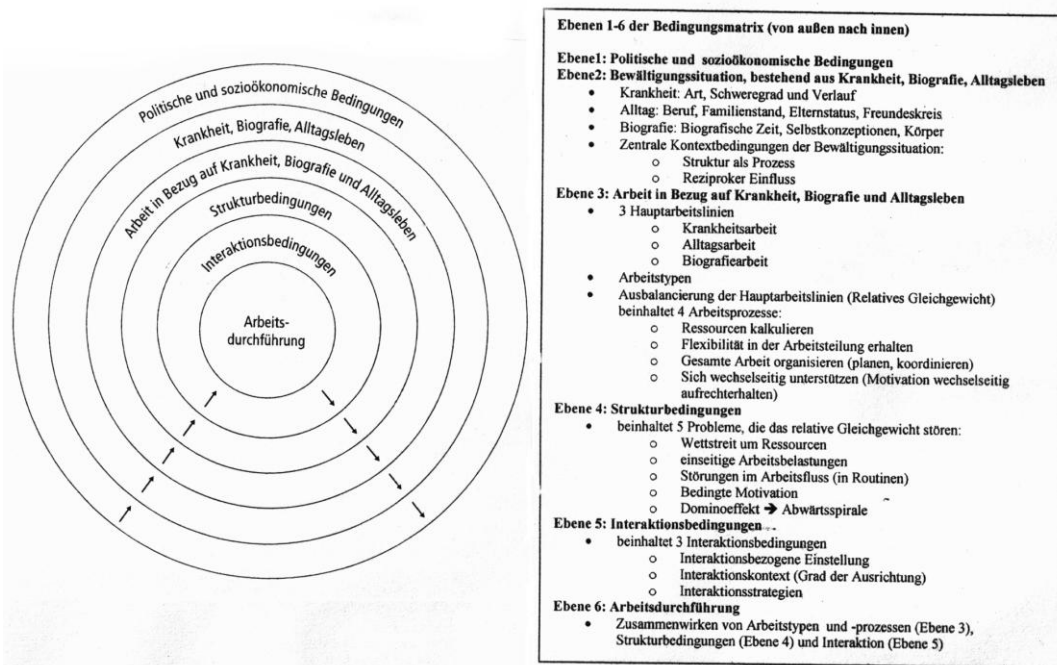 Politische und sozioökonomische Bedingungen
Krankheit, Biografie, Alltagsleben
Arbeit in Bezug auf Krankheit, Biografie und Alltagsleben
Strukturbedingungen
Interaktionsbedingungen
Arbeits-
durchführung
Ebenen 1-6 der Bedingungsmatrix (von außen nach innen)
Ebene1: Politische und sozioökonomische Bedingungen
Ebene2: Bewältigungssituation, bestehend aus Krankheit, Biografie, Alltagsleben
• Krankheit: Art, Schweregrad und Verlauf
• Alltag: Beruf, Familienstand, Elternstatus, Freundeskreis
• Biografie: Biografische Zeit, Selbstkonzeptionen, Körper
• Zentrale Kontextbedingungen der Bewältigungssituation:
o Struktur als Prozess
o Reziproker Einfluss
Ebene 3: Arbeit in Bezug auf Krankheit, Biografie und Alltagsleben
• 3 Hauptarbeitslinien
o Krankheitsarbeit
o Alltagsarbeit
o Biografiearbeit
• Arbeitstypen
• Ausbalancierung der Hauptarbeitslinien (Relatives Gleichgewicht)
beinhaltet 4 Arbeitsprozesse:
o Ressourcen kalkulieren
o Flexibilität in der Arbeitsteilung erhalten
o Gesamte Arbeit organisieren (planen, koordinieren)
o Sich wechselseitig unterstützen (Motivation wechselseitig
aufrechterhalten)
Ebene 4: Strukturbedingungen
• beinhaltet 5 Probleme, die das relative Gleichgewicht stören:
o Wettstreit um Ressourcen
o einseitige Arbeitsbelastungen
o Störungen im Arbeitsfluss (in Routinen)
o Bedingte Motivation
o Dominoeffekt ➔ Abwärtsspirale
Ebene 5: Interaktionsbedingungen
• beinhaltet 3 Interaktionsbedingungen
o Interaktionsbezogene Einstellung
o Interaktionskontext (Grad der Ausrichtung)
o Interaktionsstrategien
Ebene 6: Arbeitsdurchführung
• Zusammenwirken von Arbeitstypen und -prozessen (Ebene 3),
Strukturbedingungen (Ebene 4) und Interaktion (Ebene 5)